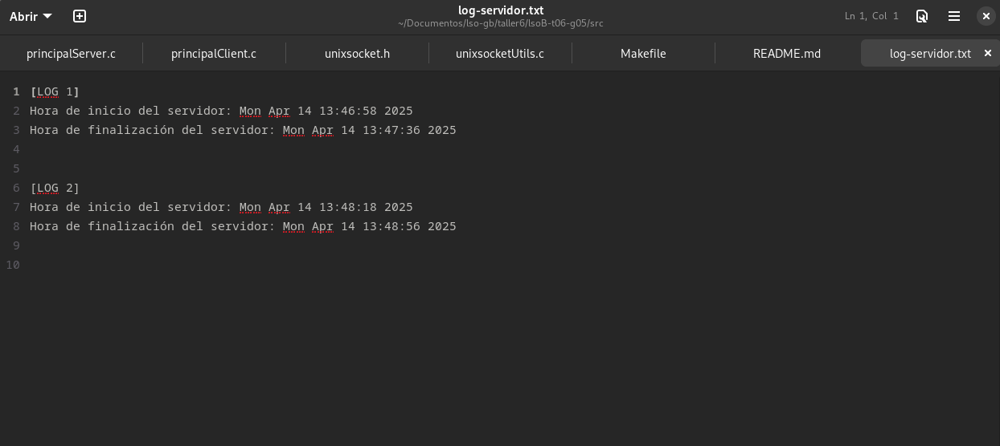 Abrir
log-servidor.txt
~/Documentos/lso-gb/taller6/lsoB-t06-g05/src
Ln 1, Col 1
principalServer.c
principalClient.c
unixsocket.h
unixsocketUtils.c
Makefile
README.md
log-servidor.txt
1 [LOG 1]
2 Hora de inicio del servidor: Mon Apr 14 13:46:58 2025
3 Hora de finalización del servidor: Mon Apr 14 13:47:36 2025
4
5
6 [LOG 2]
7 Hora de inicio del servidor: Mon Apr 14 13:48:18 2025
8 Hora de finalización del servidor: Mon Apr 14 13:48:56 2025
9
10